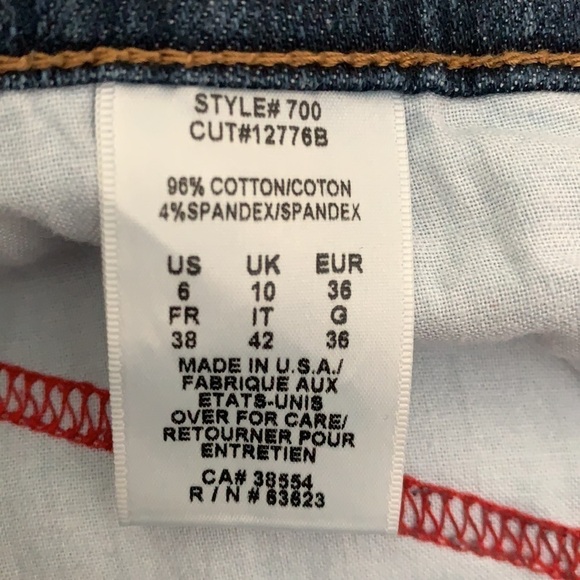 STYLE# 700
CUT#12776B
96% COTTON/COTON
4%SPANDEX/SPANDEX
US UK EUR
6 10 36
FR IT G
38 42 36
MADE IN U.S.A./
FABRIQUE AUX
ETATS-UNIS
OVER FOR CARE/
RETOURNER POUR
ENTRETIEN
CA# 38554
R / N # 63623